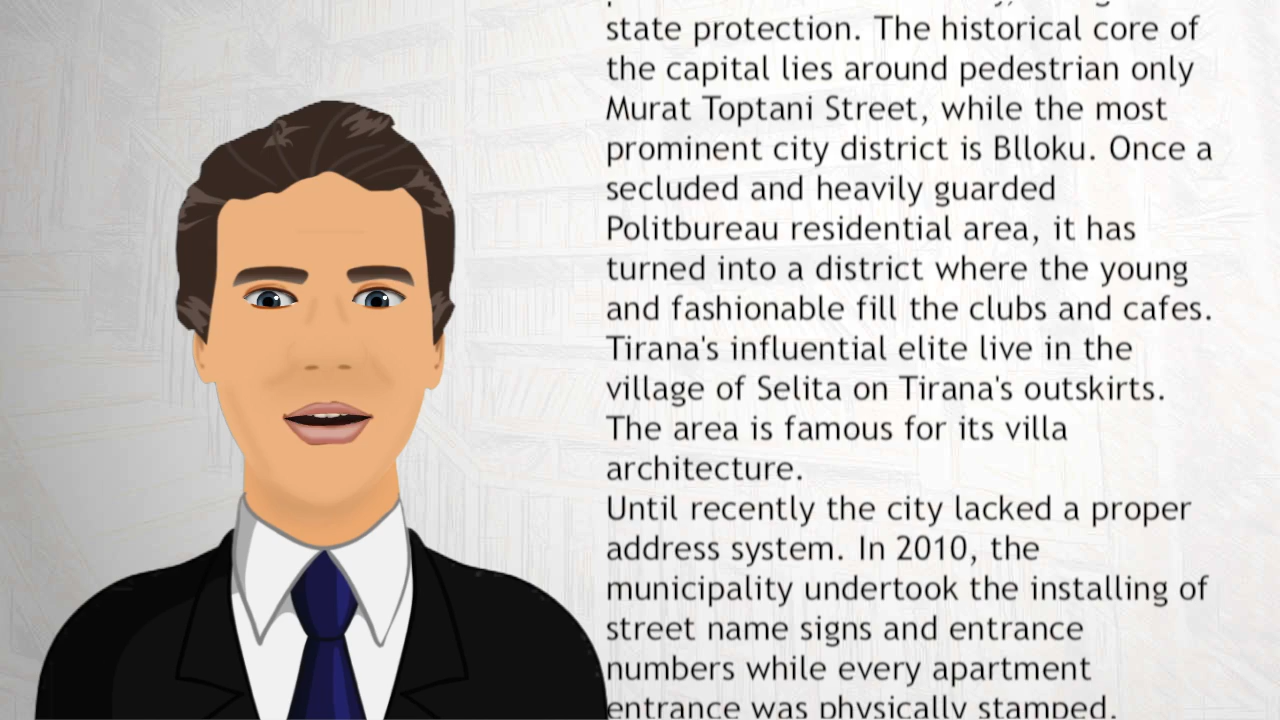 state protection. The historical core of
the capital lies around pedestrian only
Murat Toptani Street, while the most
prominent city district is Blloku. Once a
secluded and heavily guarded
Politbureau residential area, it has
turned into a district where the young
and fashionable fill the clubs and cafes.
Tirana's influential elite live in the
village of Selita on Tirana's outskirts.
The area is famous for its villa
architecture.
Until recently the city lacked a proper
address system. In 2010, the
municipality undertook the installing of
street name signs and entrance
numbers while every apartment
entrance was physically stamped.